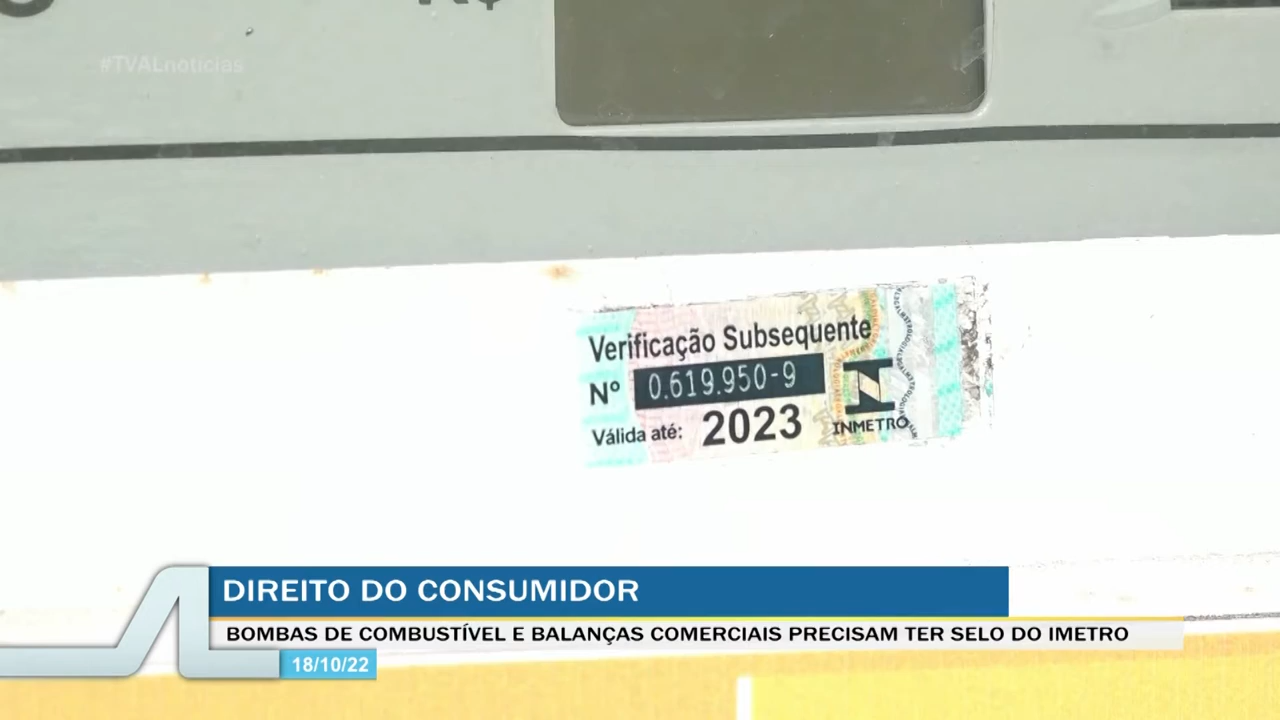 R$
#TVALnotícias
Verificação Subsequente
Nº 0.619.950-9
Válida até: 2023
INMETRO
DIREITO DO CONSUMIDOR
BOMBAS DE COMBUSTÍVEL E BALANÇAS COMERCIAIS PRECISAM TER SELO DO IMETRO
18/10/22